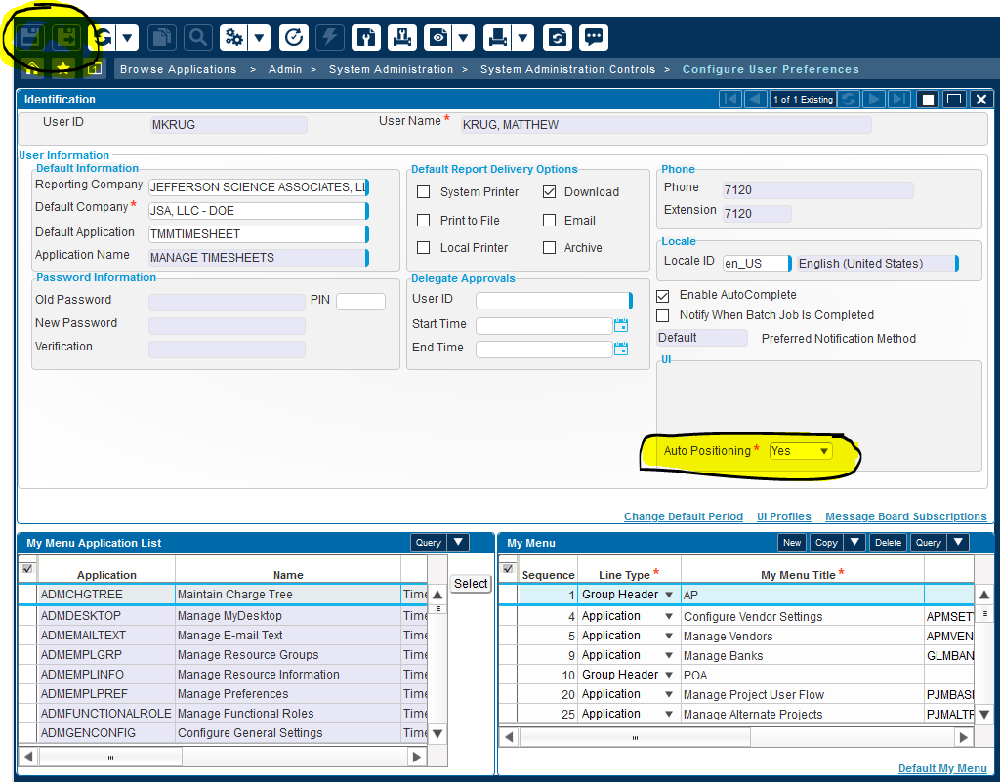 Browse Applications > Admin > System Administration > System Administration Controls > Configure User Preferences
Identification
1 of 1 Existing
User ID MKRUG User Name * KRUG, MATTHEW
User Information
Default Information
Reporting Company JEFFERSON SCIENCE ASSOCIATES, LL
Default Company * JSA, LLC - DOE
Default Application TMMTIMESHEET
Application Name MANAGE TIMESHEETS
Password Information
Old Password PIN
New Password
Verification
Default Report Delivery Options
System Printer Download
Print to File Email
Local Printer Archive
Delegate Approvals
User ID
Start Time
End Time
Phone
Phone 7120
Extension 7120
Locale
Locale ID en_US English (United States)
Enable AutoComplete
Notify When Batch Job Is Completed
Default Preferred Notification Method
UI
Auto Positioning * Yes
Change Default Period UI Profiles Message Board Subscriptions
My Menu Application List Query
Application Name
ADMCHGTREE Maintain Charge Tree Time
ADMDESKTOP Manage MyDesktop Time
ADMEMAILTEXT Manage E-mail Text Time
ADMEMPLGRP Manage Resource Groups Time
ADMEMPLINFO Manage Resource Information Time
ADMEMPLPREF Manage Preferences Time
ADMFUNCTIONALROLE Manage Functional Roles Time
ADMGENCONFIG Configure General Settings Time
Select
My Menu New Copy Delete Query
Sequence Line Type * My Menu Title *
1 Group Header AP
4 Application Configure Vendor Settings APMSET
5 Application Manage Vendors APMVEN
9 Application Manage Banks GLMBAN
10 Group Header POA
20 Application Manage Project User Flow PJMBAS
25 Application Manage Alternate Projects PJMALTF
Default My Menu